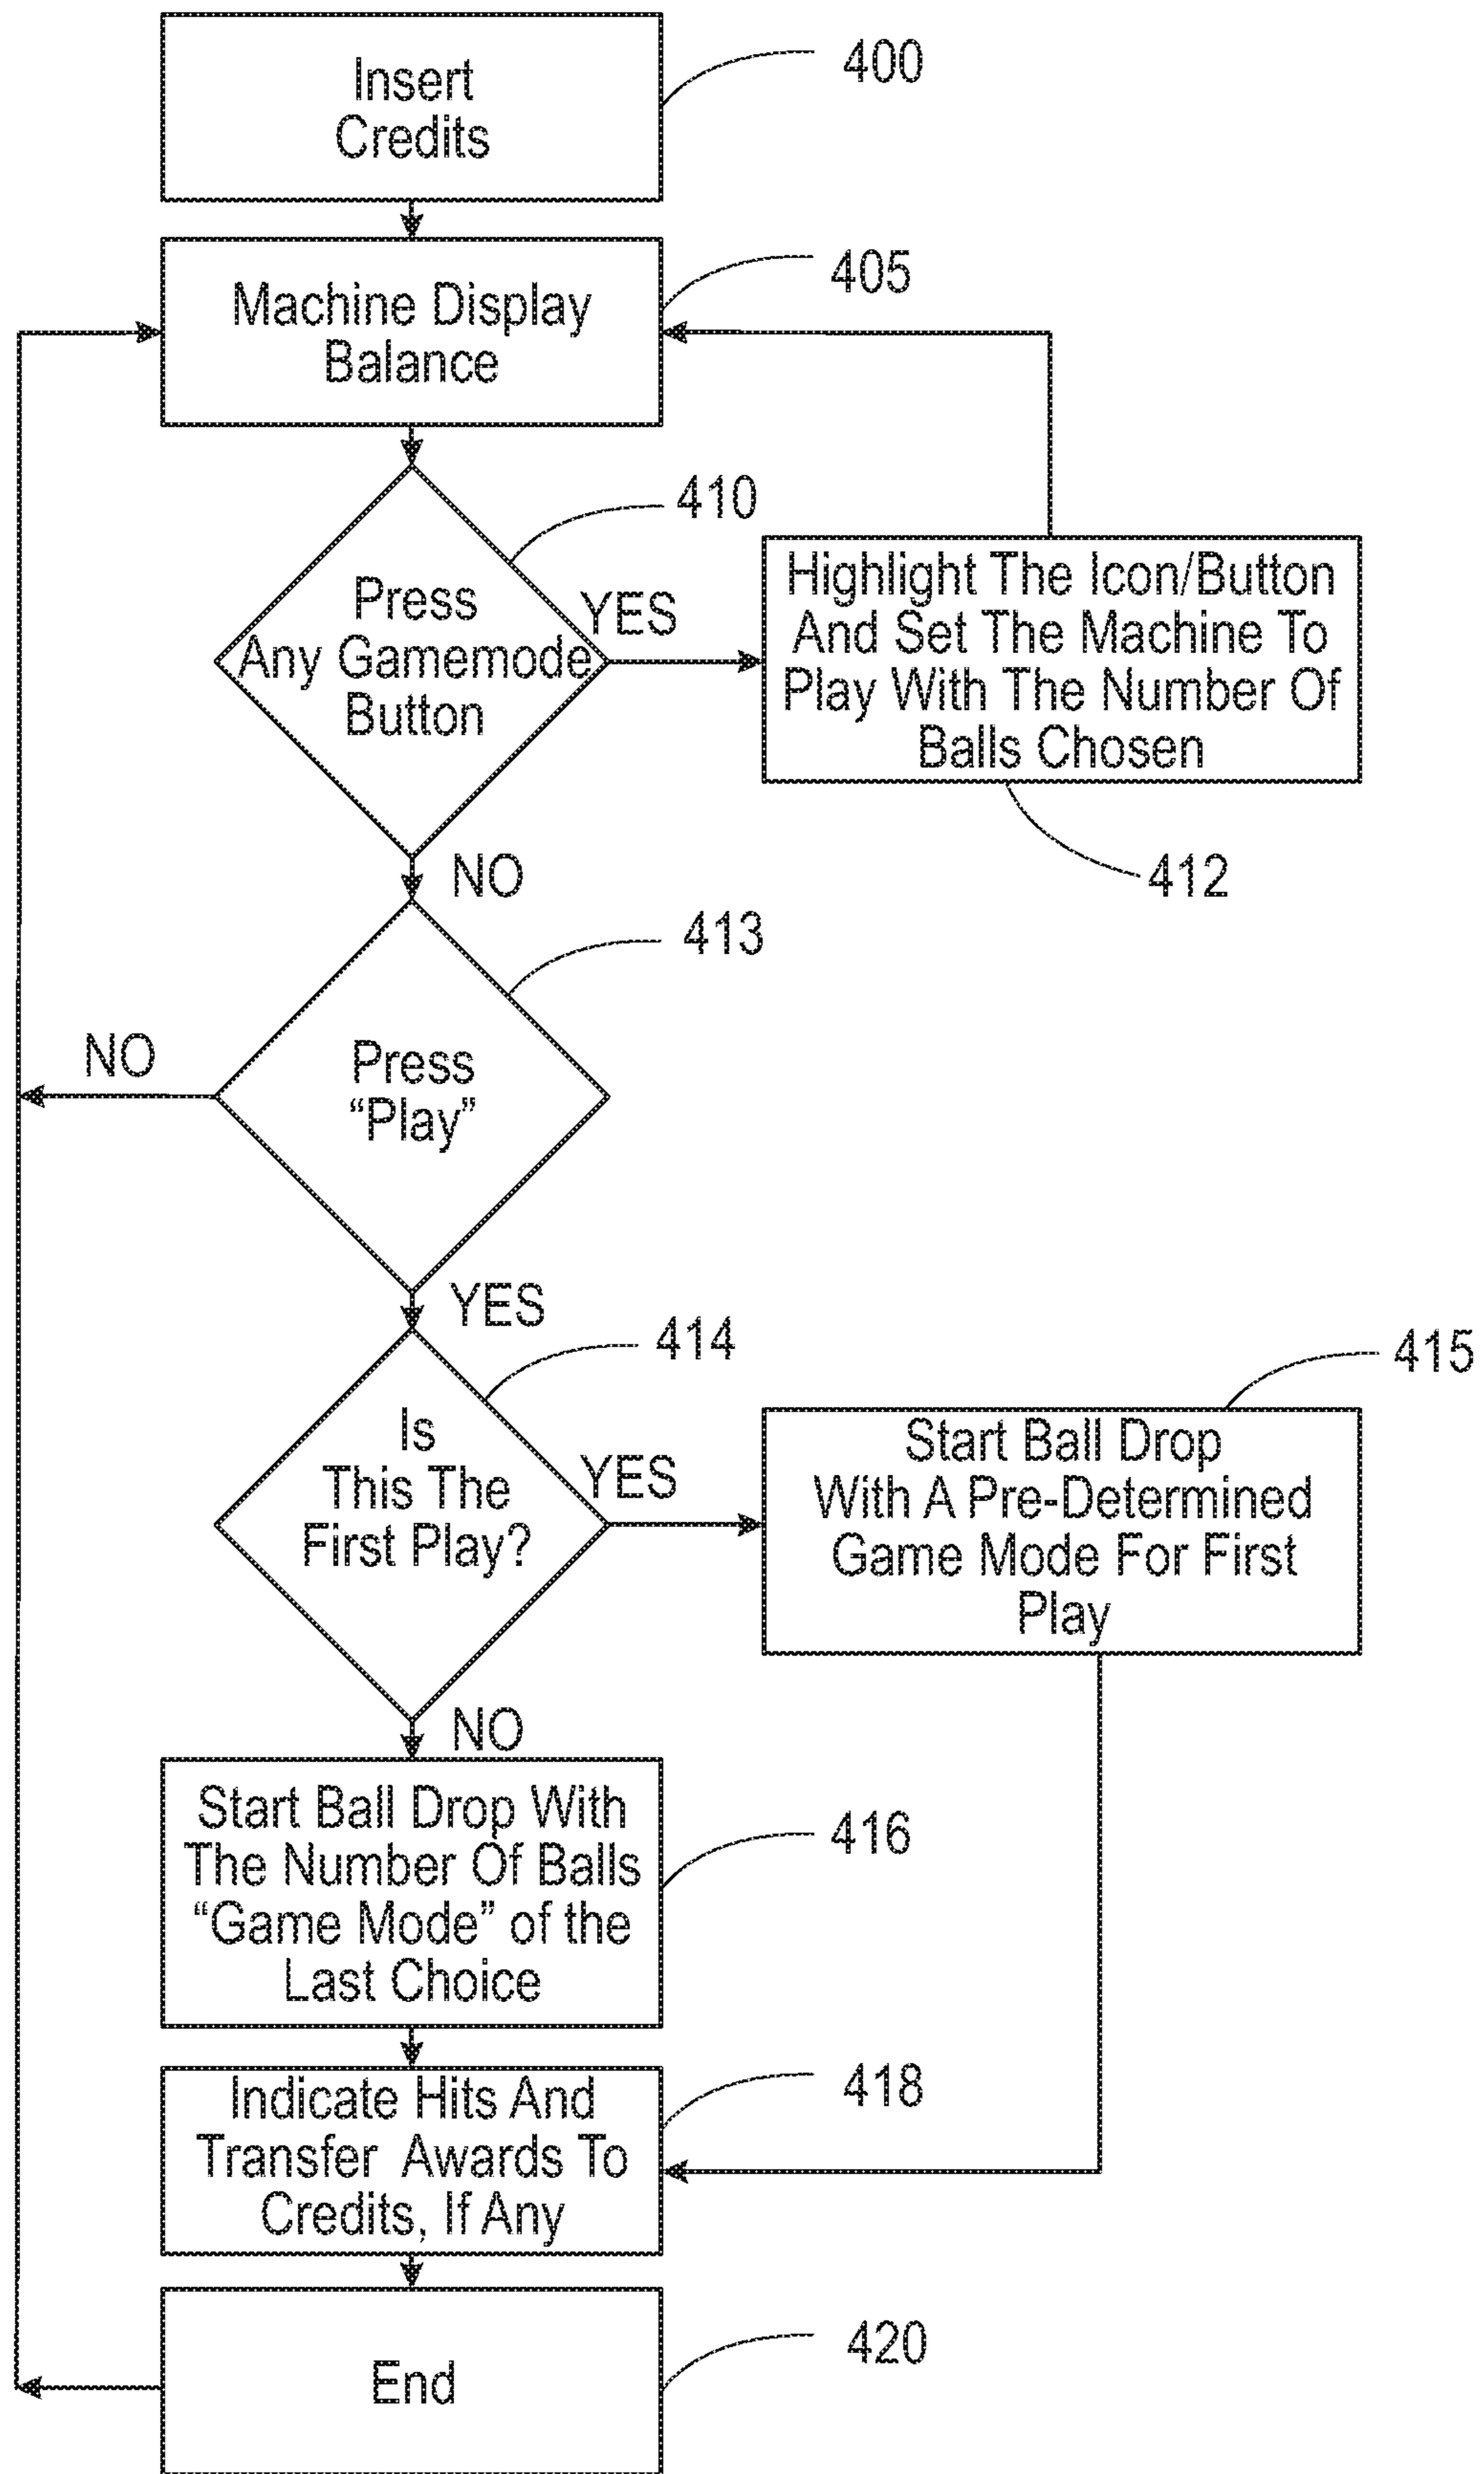 Insert
Credits
400
Machine Display
Balance
405
410
Press
Any Gamemode
Button
YES
Highlight The Icon/Button
And Set The Machine To
Play With The Number Of
Balls Chosen
412
NO
413
Press
“Play”
NO
YES
414
Is
This The
First Play?
YES
415
Start Ball Drop
With A Pre-Determined
Game Mode For First
Play
NO
Start Ball Drop With
The Number Of Balls
“Game Mode” of the
Last Choice
416
Indicate Hits And
Transfer Awards To
Credits, If Any
418
End
420